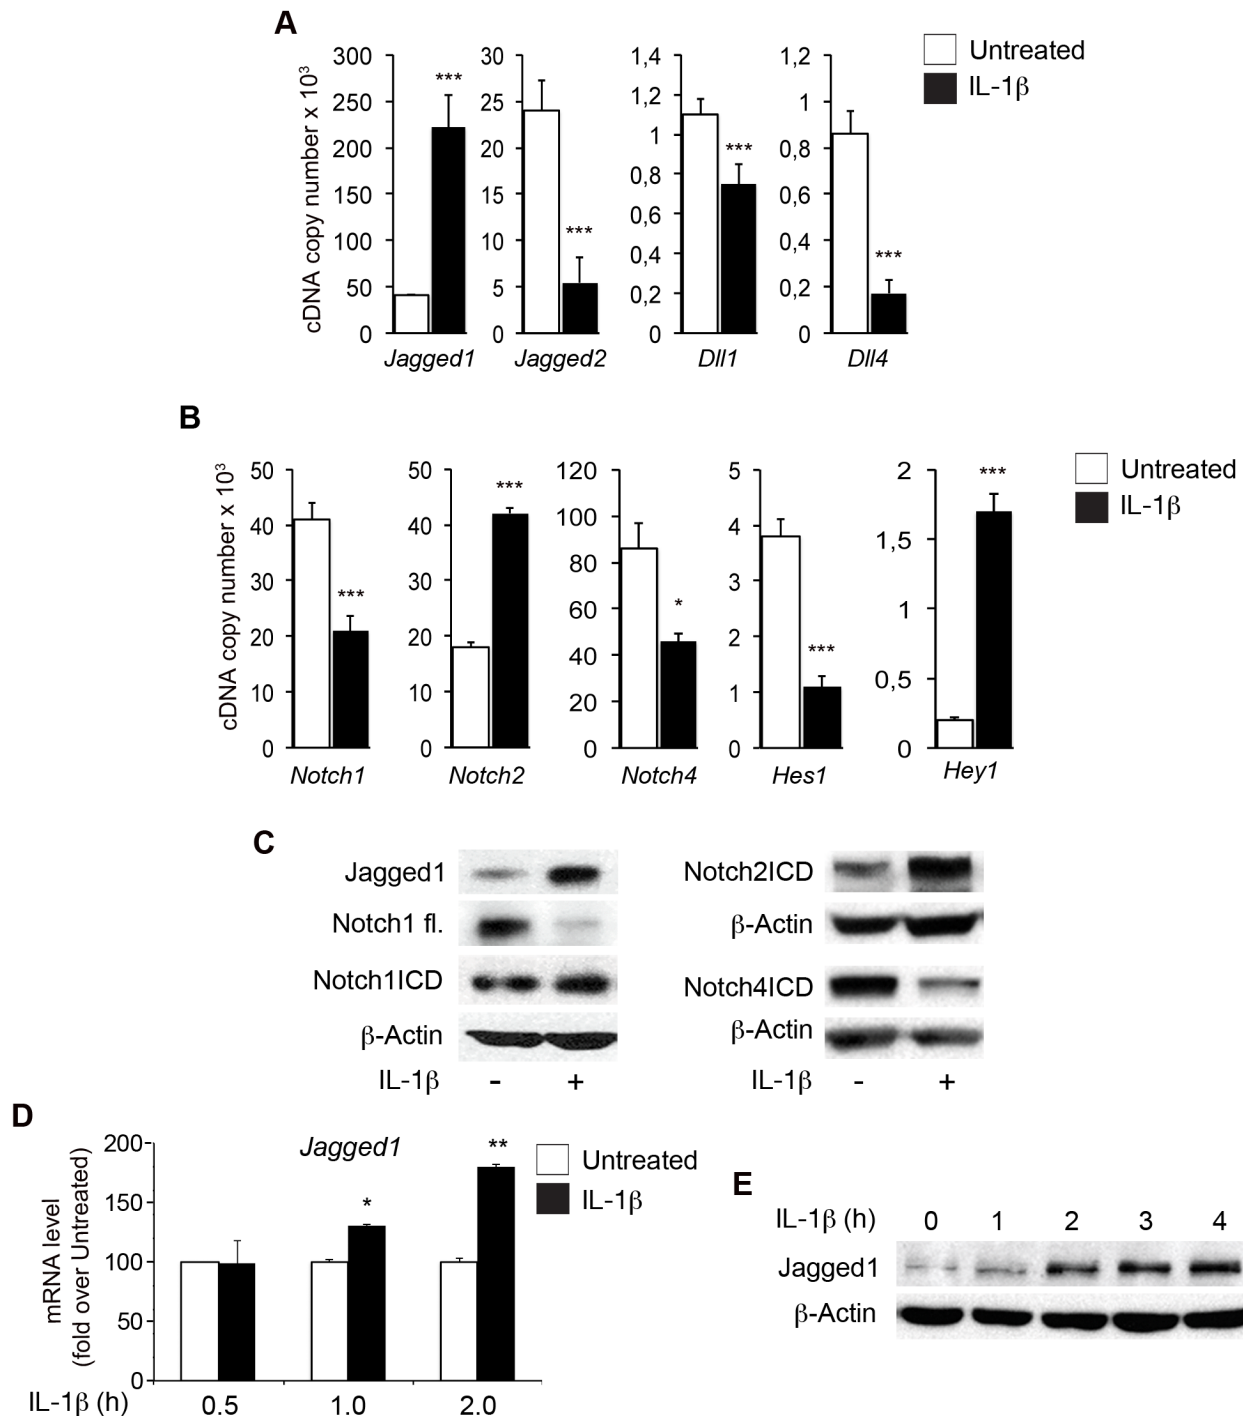 A
cDNA copy number x 10³
300
250
200
150
100
50
0
***
Jagged1
30
25
20
15
10
5
0
***
Jagged2
1,4
1,2
1
0,8
0,6
0,4
0,2
0
***
Dll1
1,2
1
0,8
0,6
0,4
0,2
0
***
Dll4
Untreated
IL-1β
B
cDNA copy number x 10³
50
40
30
20
10
0
***
Notch1
50
40
30
20
10
0
***
Notch2
120
100
80
60
40
20
0
*
Notch4
5
4
3
2
1
0
***
Hes1
2
1,5
1
0,5
0
***
Hey1
Untreated
IL-1β
C
Jagged1
Notch1 fl.
Notch1ICD
β-Actin
IL-1β - +
Notch2ICD
β-Actin
Notch4ICD
β-Actin
IL-1β - +
D
mRNA level
(fold over Untreated)
200
150
100
50
0
Jagged1
*
**
Untreated
IL-1β
IL-1β (h) 0.5 1.0 2.0
E
IL-1β (h) 0 1 2 3 4
Jagged1
β-Actin